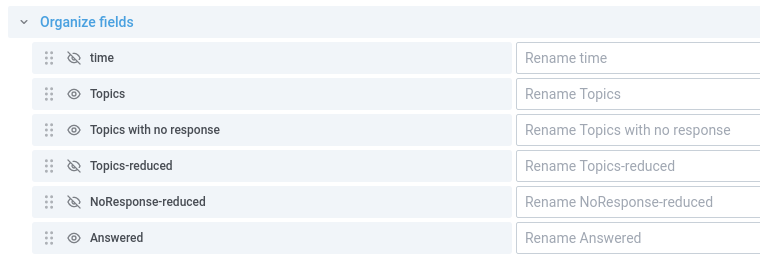 Organize fields
time
Rename time
Topics
Rename Topics
Topics with no response
Rename Topics with no response
Topics-reduced
Rename Topics-reduced
NoResponse-reduced
Rename NoResponse-reduced
Answered
Rename Answered